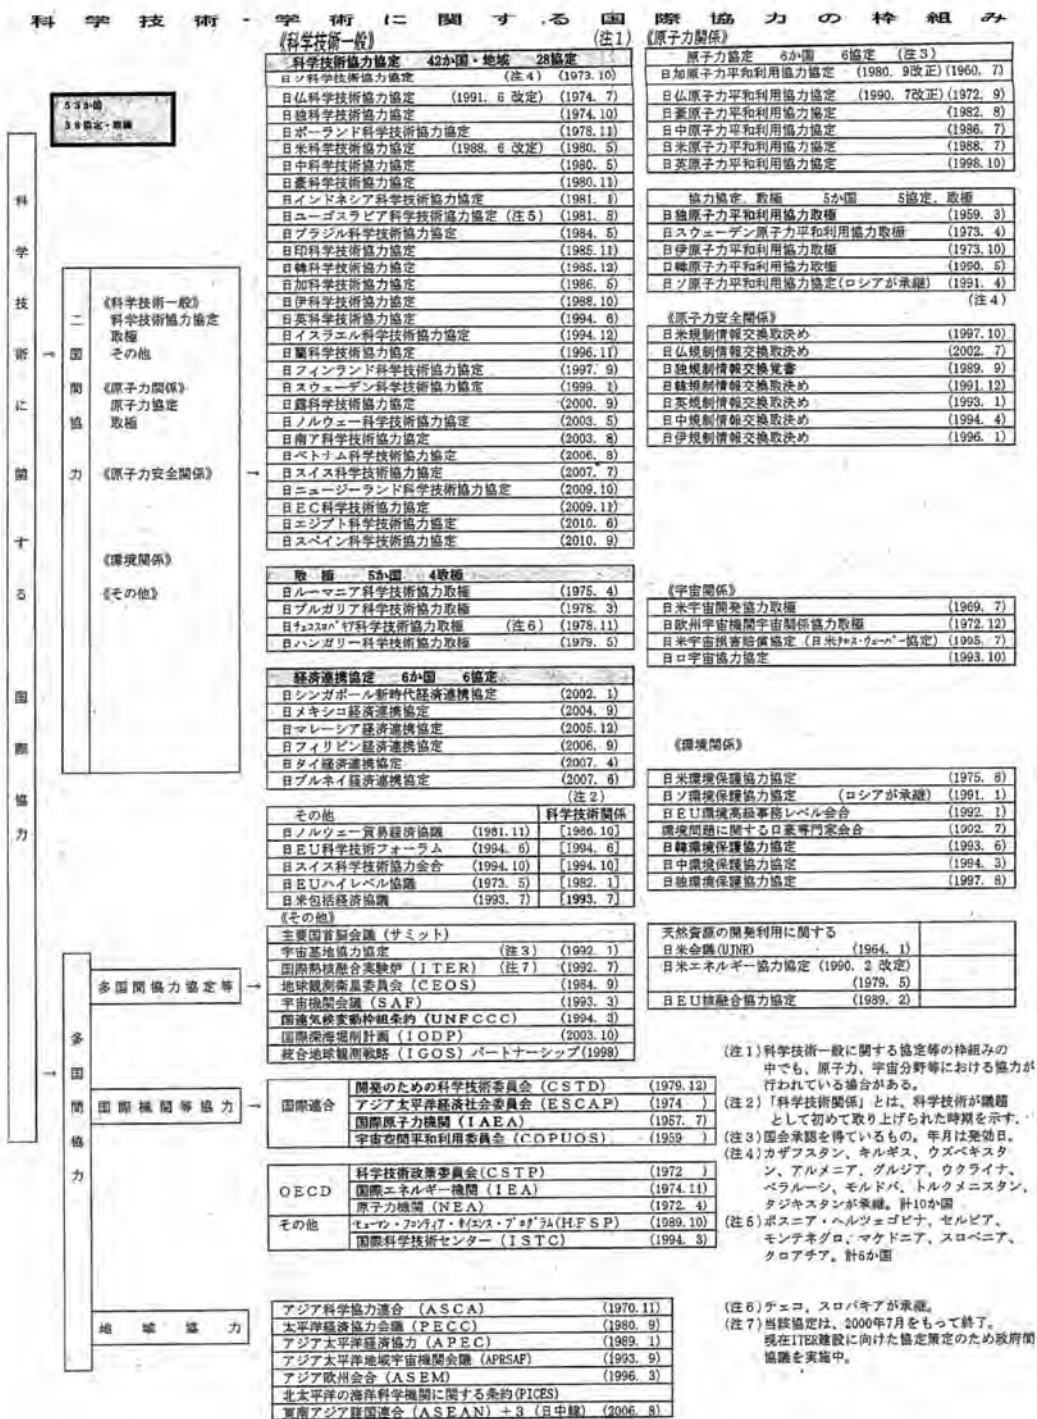 科学技術・学術に関する国際協力の枠組み
53か国
38協定・取極
科学技術に関する国際協力
二国間協力
《科学技術一般》
科学技術協力協定
取極
その他
《原子力関係》
原子力協定
取極
《原子力安全関係》
《環境関係》
《その他》
《科学技術一般》 (注1)
科学技術協力協定 42か国・地域 28協定
日ソ科学技術協力協定 (注4) (1973.10)
日仏科学技術協力協定 (1991. 6 改定) (1974. 7)
日独科学技術協力協定 (1974.10)
日ポーランド科学技術協力協定 (1978.11)
日米科学技術協力協定 (1988. 6 改定) (1980. 5)
日中科学技術協力協定 (1980. 5)
日豪科学技術協力協定 (1980.11)
日インドネシア科学技術協力協定 (1981. 1)
日ユーゴスラビア科学技術協力協定 (注5) (1981. 5)
日ブラジル科学技術協力協定 (1984. 5)
日印科学技術協力協定 (1985.11)
日韓科学技術協力協定 (1985.12)
日加科学技術協力協定 (1986. 5)
日伊科学技術協力協定 (1988.10)
日英科学技術協力協定 (1994. 6)
日イスラエル科学技術協力協定 (1994.12)
日蘭科学技術協力協定 (1996.11)
日フィンランド科学技術協力協定 (1997. 9)
日スウェーデン科学技術協力協定 (1999. 1)
日露科学技術協力協定 (2000. 9)
日ノルウェー科学技術協力協定 (2003. 5)
日南ア科学技術協力協定 (2003. 8)
日ベトナム科学技術協力協定 (2006. 8)
日スイス科学技術協力協定 (2007. 7)
日ニュージーランド科学技術協力協定 (2009.10)
日EC科学技術協力協定 (2009.11)
日エジプト科学技術協力協定 (2010. 6)
日スペイン科学技術協力協定 (2010. 9)
取 極 5か国 4取極
日ルーマニア科学技術協力取極 (1975. 4)
日ブルガリア科学技術協力取極 (1978. 3)
日チェコスロバキア科学技術協力取極 (注6) (1978.11)
日ハンガリー科学技術協力取極 (1979. 5)
経済連携協定 6か国 6協定
日シンガポール新時代経済連携協定 (2002. 1)
日メキシコ経済連携協定 (2004. 9)
日マレーシア経済連携協定 (2005.12)
日フィリピン経済連携協定 (2006. 9)
日タイ経済連携協定 (2007. 4)
日ブルネイ経済連携協定 (2007. 6)
(注2)
その他 科学技術関係
日ノルウェー貿易経済協議 (1981.11) [1986.10]
日EU科学技術フォーラム (1994. 6) [1994. 6]
日スイス科学技術協力会合 (1994.10) [1994.10]
日EUハイレベル協議 (1973. 5) [1982. 1]
日米包括経済協議 (1993. 7) [1993. 7]
《原子力関係》
原子力協定 6か国 6協定 (注3)
日加原子力平和利用協力協定 (1980. 9改正)(1960. 7)
日仏原子力平和利用協力協定 (1990. 7改正)(1972. 9)
日豪原子力平和利用協力協定 (1982. 8)
日中原子力平和利用協力協定 (1986. 7)
日米原子力平和利用協力協定 (1988. 7)
日英原子力平和利用協力協定 (1998.10)
協力協定、取極 5か国 5協定、取極
日独原子力平和利用協力取極 (1959. 3)
日スウェーデン原子力平和利用協力取極 (1973. 4)
日伊原子力平和利用協力取極 (1973.10)
日韓原子力平和利用協力取極 (1990. 5)
日ソ原子力平和利用協力協定(ロシアが承継) (1991. 4)
(注4)
《原子力安全関係》
日米規制情報交換取決め (1997.10)
日仏規制情報交換取決め (2002. 7)
日独規制情報交換覚書 (1989. 9)
日韓規制情報交換取決め (1991.12)
日英規制情報交換取決め (1993. 1)
日中規制情報交換取決め (1994. 4)
日伊規制情報交換取決め (1996. 1)
《宇宙関係》
日米宇宙開発協力取極 (1969. 7)
日欧州宇宙機関宇宙関係協力取極 (1972.12)
日米宇宙損害賠償協定(日米クロス・ウェーバー協定) (1995. 7)
日ロ宇宙協力協定 (1993.10)
《環境関係》
日米環境保護協力協定 (1975. 8)
日ソ環境保護協力協定 (ロシアが承継) (1991. 1)
日EU環境高級事務レベル会合 (1992. 1)
環境問題に関する日豪専門家会合 (1992. 7)
日韓環境保護協力協定 (1993. 6)
日中環境保護協力協定 (1994. 3)
日独環境保護協力協定 (1997. 8)
天然資源の開発利用に関する
日米会議(UJNR) (1964. 1)
日米エネルギー協力協定 (1990. 2 改定)
(1979. 5)
日EU核融合協力協定 (1989. 2)
多国間協力
多国間協力協定等
《その他》
主要国首脳会議(サミット)
宇宙基地協力協定 (注3) (1992. 1)
国際熱核融合実験炉(ITER) (注7) (1992. 7)
地球観測衛星委員会(CEOS) (1984. 9)
宇宙機関会議(SAF) (1993. 3)
国連気候変動枠組条約(UNFCCC) (1994. 3)
国際深海掘削計画(IODP) (2003.10)
統合地球観測戦略(IGOS)パートナーシップ(1998)
国際機関等協力
国際連合
開発のための科学技術委員会(CSTD) (1979.12)
アジア太平洋経済社会委員会(ESCAP) (1974 )
国際原子力機関(IAEA) (1957. 7)
宇宙空間平和利用委員会(COPUOS) (1959 )
OECD
科学技術政策委員会(CSTP) (1972 )
国際エネルギー機関(IEA) (1974.11)
原子力機関(NEA) (1972. 4)
その他
ヒューマン・フロンティア・サイエンス・プログラム(HFSP) (1989.10)
国際科学技術センター(ISTC) (1994. 3)
地域協力
アジア科学協力連合(ASCA) (1970.11)
太平洋経済協力会議(PECC) (1980. 9)
アジア太平洋経済協力(APEC) (1989. 1)
アジア太平洋地域宇宙機関会議(APRSAF) (1993. 9)
アジア欧州会合(ASEM) (1996. 3)
北太平洋の海洋科学機関に関する条約(PICES)
東南アジア諸国連合(ASEAN)+3(日中韓) (2006. 8)
(注1)科学技術一般に関する協定等の枠組みの
中でも、原子力、宇宙分野等における協力が
行われている場合がある。
(注2)「科学技術関係」とは、科学技術が議題
として初めて取り上げられた時期を示す。
(注3)国会承認を得ているもの。年月は発効日。
(注4)カザフスタン、キルギス、ウズベキスタ
ン、アルメニア、グルジア、ウクライナ、
ベラルーシ、モルドバ、トルクメニスタン、
タジキスタンが承継。計10か国
(注5)ボスニア・ヘルツェゴビナ、セルビア、
モンテネグロ、マケドニア、スロベニア、
クロアチア。計6か国
(注6)チェコ、スロバキアが承継。
(注7)当該協定は、2000年7月をもって終了。
現在ITER建設に向けた協定策定のため政府間
協議を実施中。